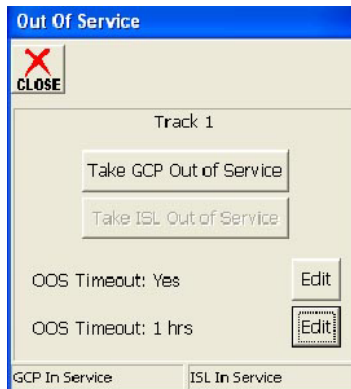 Out Of Service
CLOSE
Track 1
Take GCP Out of Service
Take ISL Out of Service
OOS Timeout: Yes
Edit
OOS Timeout: 1 hrs
Edit
GCP In Service
ISL In Service